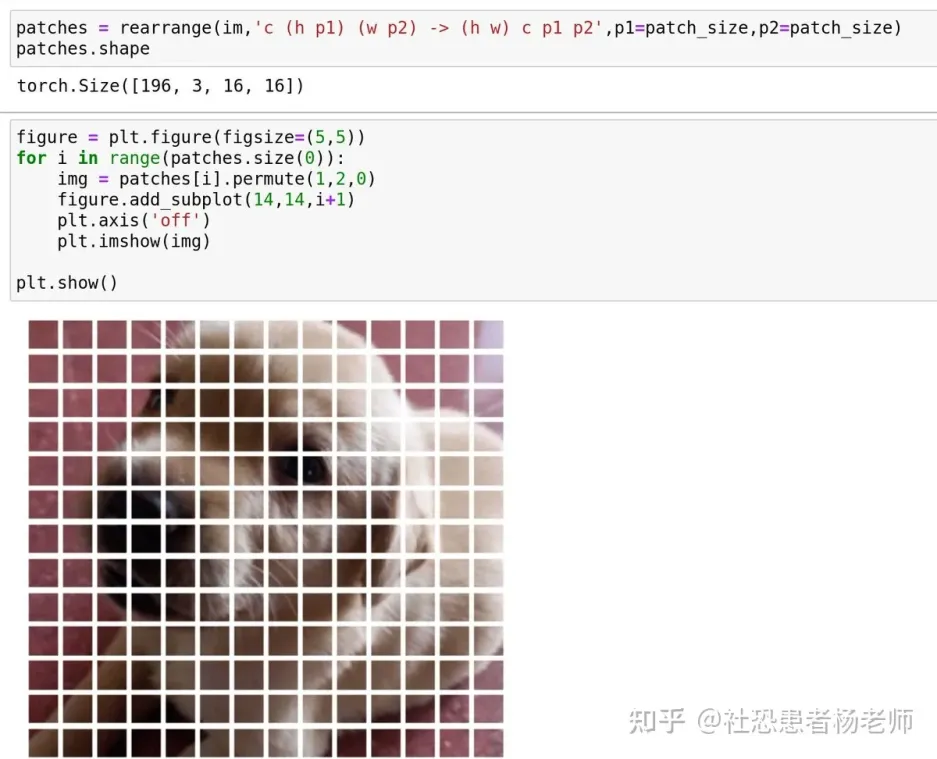 patches = rearrange(im,'c (h p1) (w p2) -> (h w) c p1 p2',p1=patch_size,p2=patch_size)
patches.shape
torch.Size([196, 3, 16, 16])
figure = plt.figure(figsize=(5,5))
for i in range(patches.size(0)):
    img = patches[i].permute(1,2,0)
    figure.add_subplot(14,14,i+1)
    plt.axis('off')
    plt.imshow(img)
plt.show()
知乎 @社恐患者杨老师